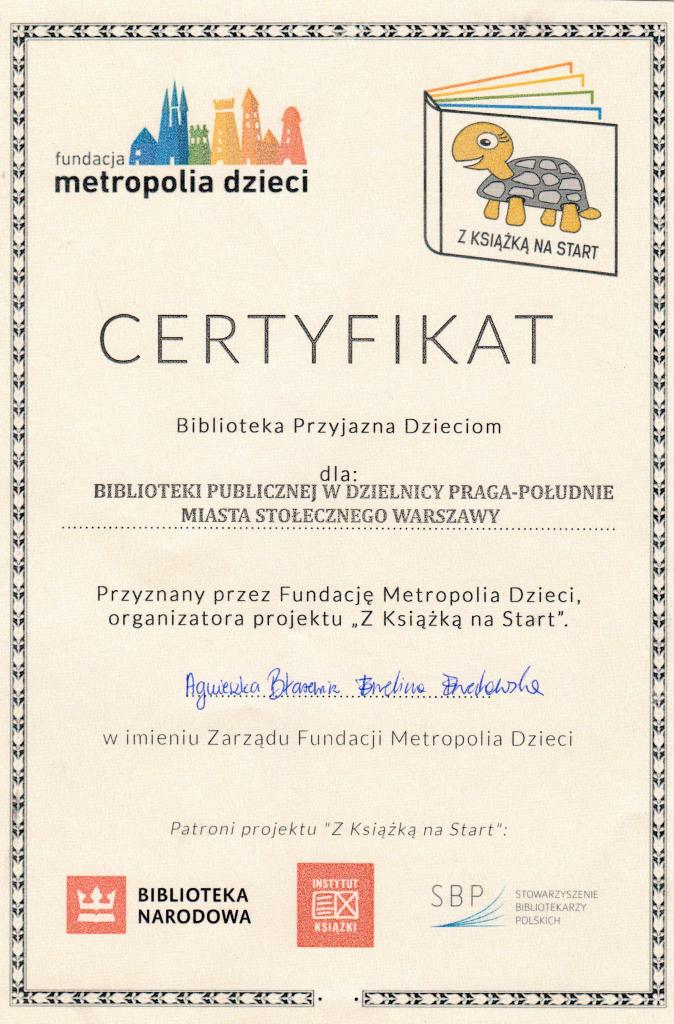 fundacja
metropolia dzieci
Z KSIĄŻKĄ NA START
CERTYFIKAT
Biblioteka Przyjazna Dzieciom
dla:
BIBLIOTEKI PUBLICZNEJ W DZIELNICY PRAGA-POŁUDNIE
MIASTA STOŁECZNEGO WARSZAWY
Przyznany przez Fundację Metropolia Dzieci,
organizatora projektu „Z Książką na Start”.
Agnieszka Ewelina
w imieniu Zarządu Fundacji Metropolia Dzieci
Patroni projektu "Z Książką na Start":
BIBLIOTEKA
NARODOWA
INSTYTUT
KSIĄŻKI
SBP
STOWARZYSZENIE
BIBLIOTEKARZY
POLSKICH